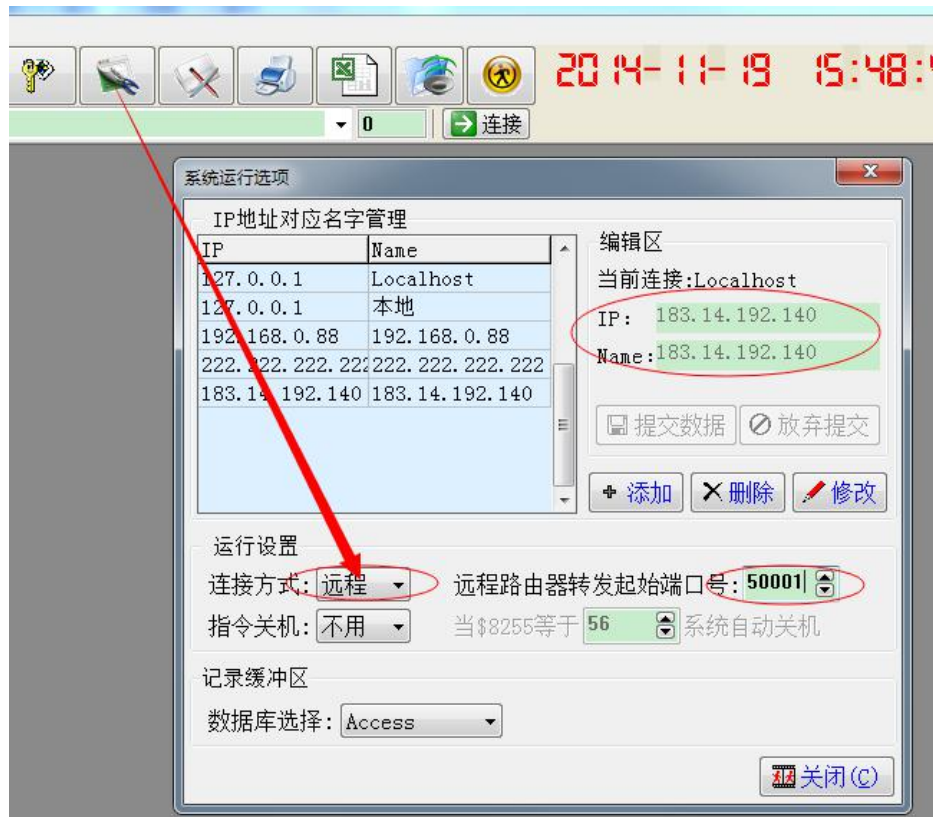 2014-11-19 15:48:
0 连接
系统运行选项
IP地址对应名字管理
IP Name
127.0.0.1 Localhost
127.0.0.1 本地
192.168.0.88 192.168.0.88
222.222.222.222 222.222.222.222
183.14.192.140 183.14.192.140
编辑区
当前连接:Localhost
IP: 183.14.192.140
Name:183.14.192.140
提交数据 放弃提交
添加 删除 修改
运行设置
连接方式: 远程 远程路由器转发起始端口号: 50001
指令关机: 不用 当$8255等于 56 系统自动关机
记录缓冲区
数据库选择: Access
关闭(C)